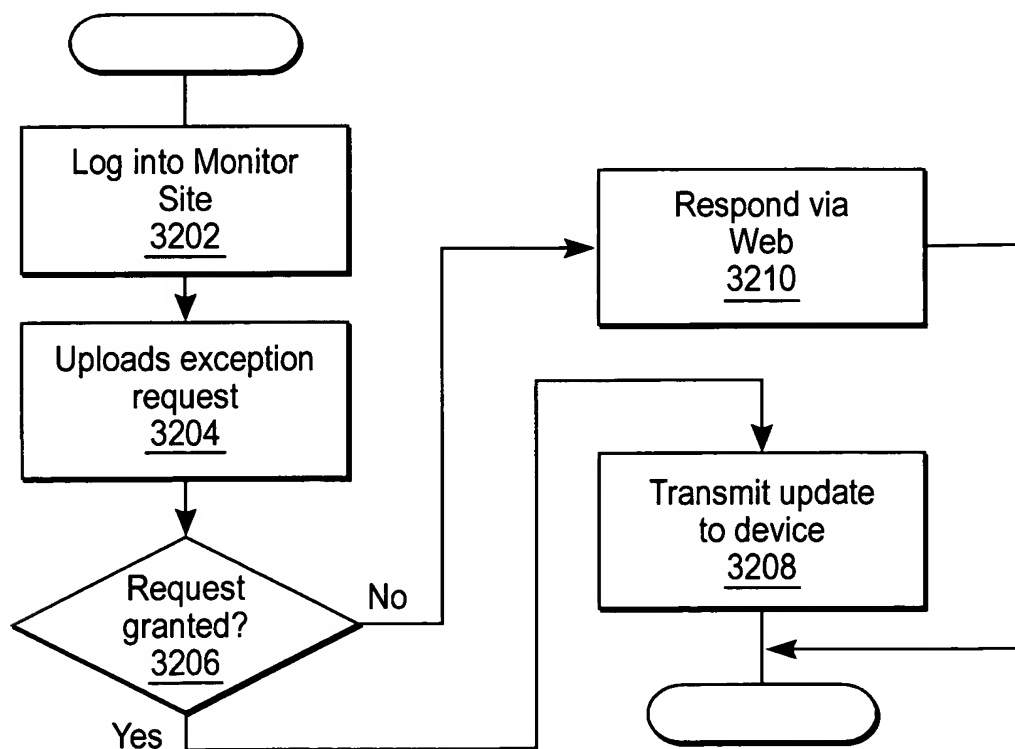 Log into Monitor
Site
3202
Uploads exception
request
3204
Request
granted?
3206
No
Yes
Respond via
Web
3210
Transmit update
to device
3208